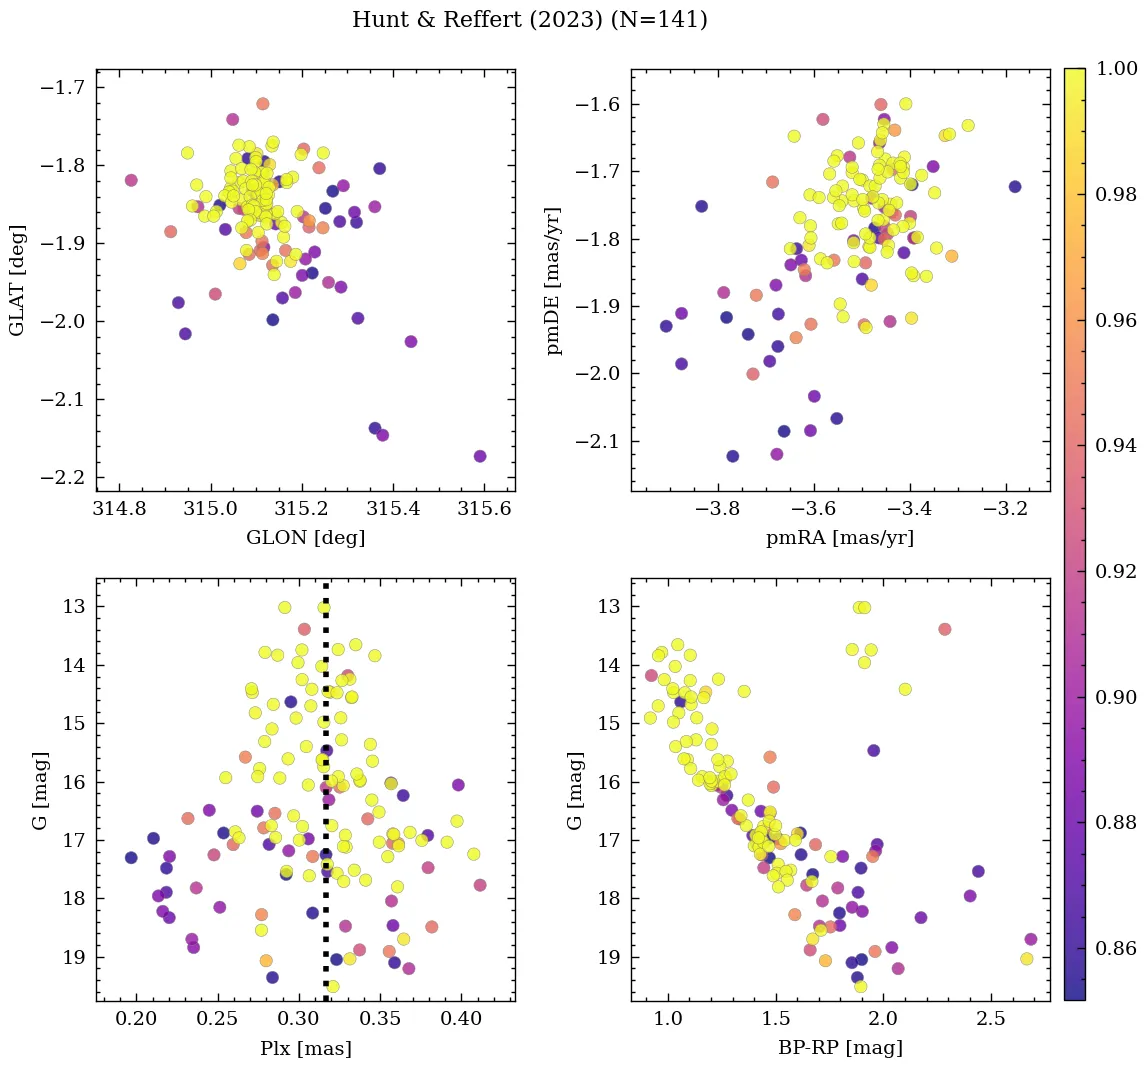 Hunt & Reffert (2023) (N=141)
−1.7
−1.8
−1.9
−2.0
−2.1
−2.2
GLAT [deg]
314.8 315.0 315.2 315.4 315.6
GLON [deg]
−1.6
−1.7
−1.8
−1.9
−2.0
−2.1
pmDE [mas/yr]
−3.8 −3.6 −3.4 −3.2
pmRA [mas/yr]
1.00
0.98
0.96
0.94
0.92
0.90
0.88
0.86
13
14
15
16
17
18
19
G [mag]
0.20 0.25 0.30 0.35 0.40
Plx [mas]
13
14
15
16
17
18
19
G [mag]
1.0 1.5 2.0 2.5
BP-RP [mag]